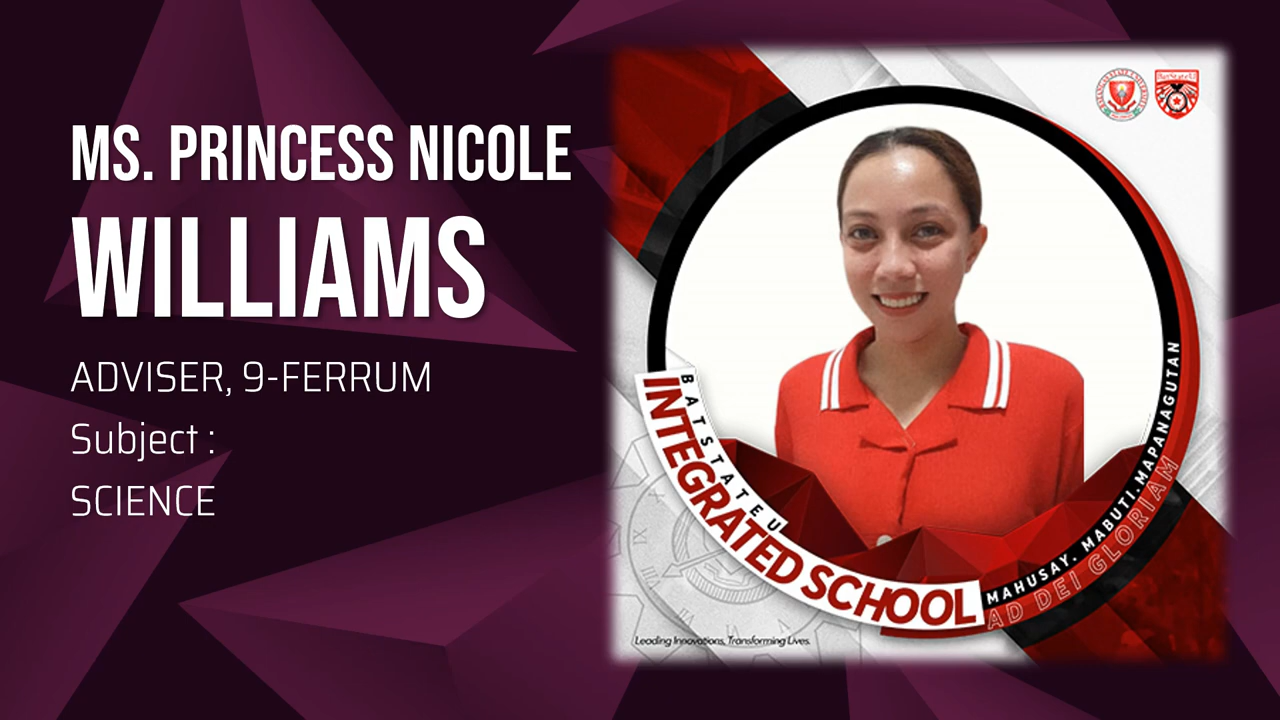 MS. PRINCESS NICOLE
WILLIAMS
ADVISER, 9-FERRUM
Subject :
SCIENCE
BATSTATEU
INTEGRATED SCHOOL
MAHUSAY. MABUTI. MAPANAGUTAN
AD DEI GLORIAM
Leading Innovations, Transforming Lives.